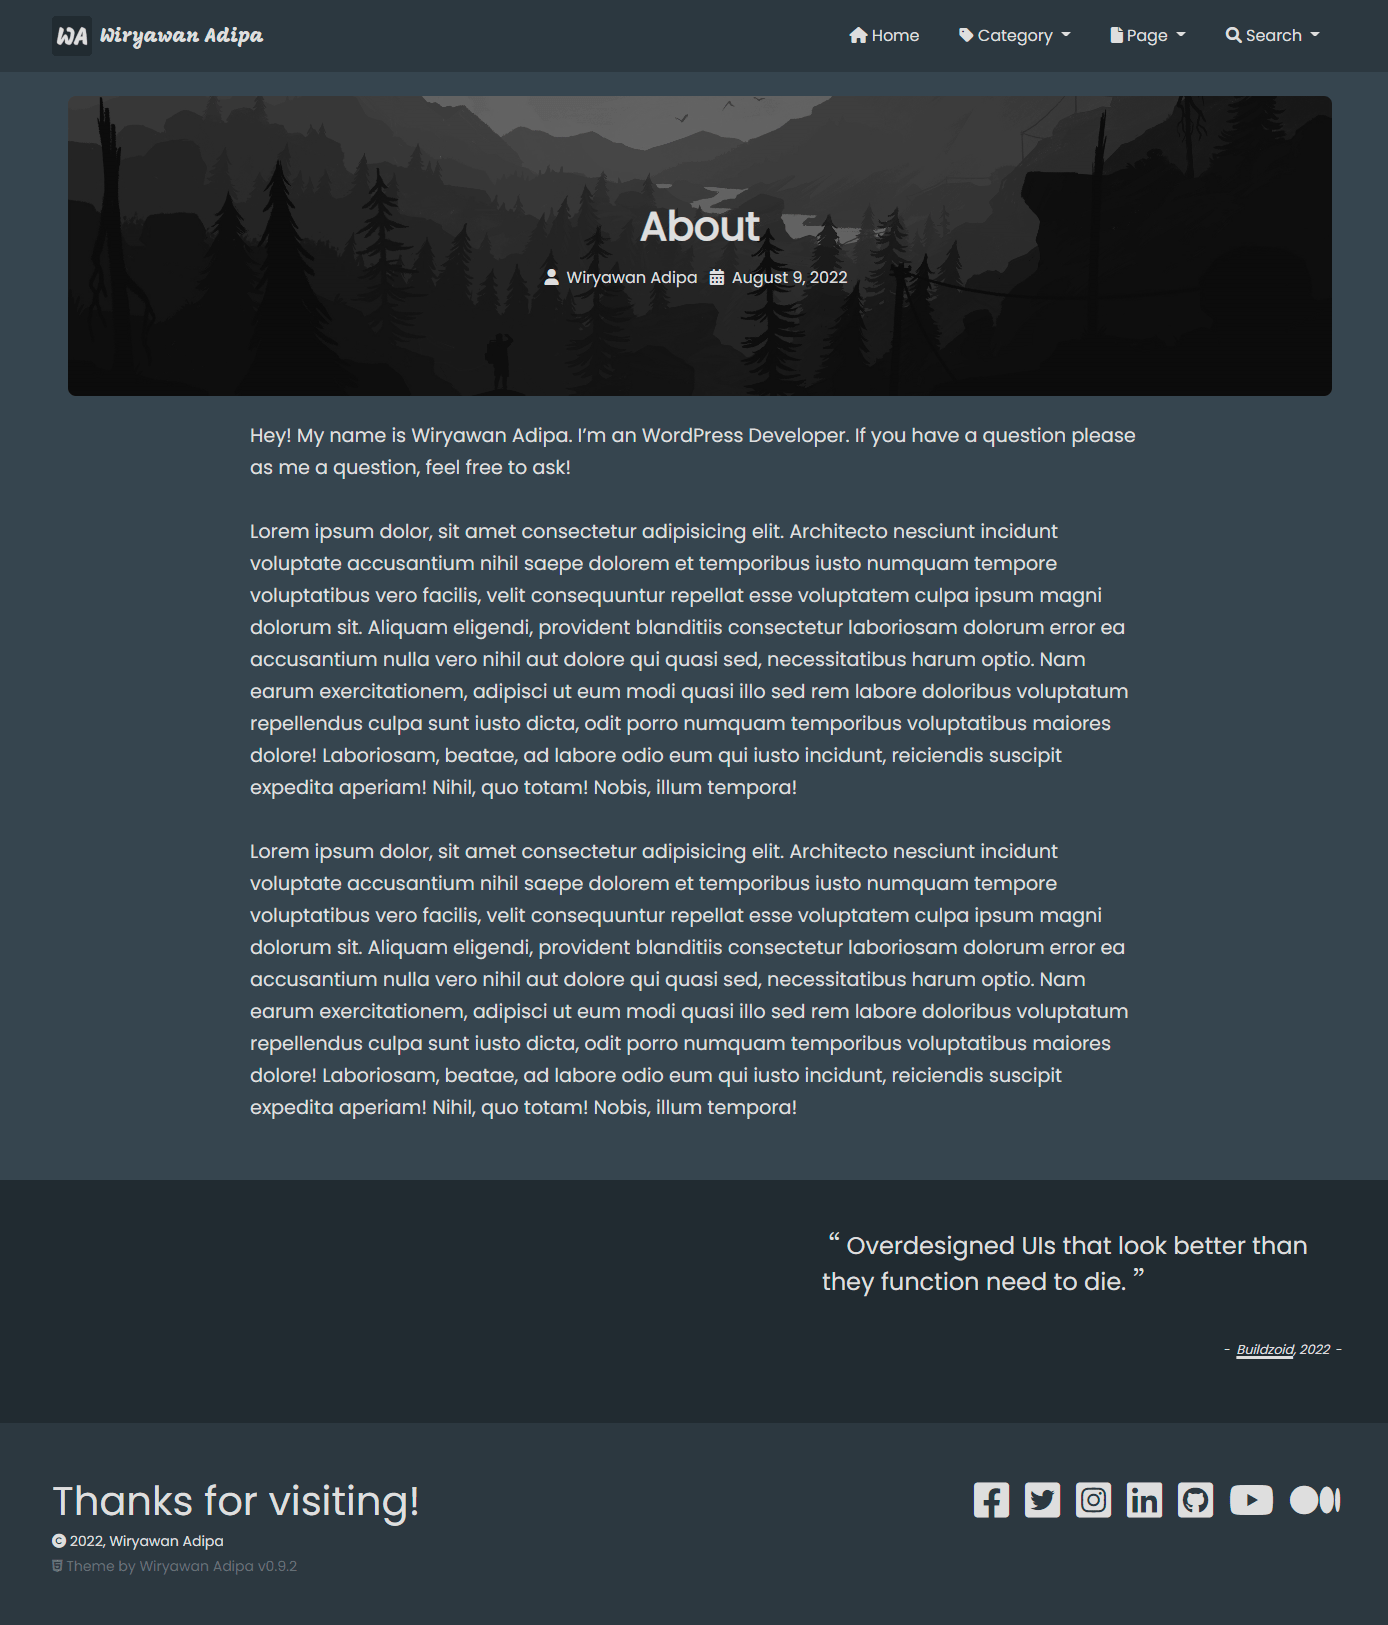 WA Wiryawan Adipa
Home Category Page Search
About
Wiryawan Adipa August 9, 2022
Hey! My name is Wiryawan Adipa. I’m an WordPress Developer. If you have a question please
as me a question, feel free to ask!
Lorem ipsum dolor, sit amet consectetur adipisicing elit. Architecto nesciunt incidunt
voluptate accusantium nihil saepe dolorem et temporibus iusto numquam tempore
voluptatibus vero facilis, velit consequuntur repellat esse voluptatem culpa ipsum magni
dolorum sit. Aliquam eligendi, provident blanditiis consectetur laboriosam dolorum error ea
accusantium nulla vero nihil aut dolore qui quasi sed, necessitatibus harum optio. Nam
earum exercitationem, adipisci ut eum modi quasi illo sed rem labore doloribus voluptatum
repellendus culpa sunt iusto dicta, odit porro numquam temporibus voluptatibus maiores
dolore! Laboriosam, beatae, ad labore odio eum qui iusto incidunt, reiciendis suscipit
expedita aperiam! Nihil, quo totam! Nobis, illum tempora!
Lorem ipsum dolor, sit amet consectetur adipisicing elit. Architecto nesciunt incidunt
voluptate accusantium nihil saepe dolorem et temporibus iusto numquam tempore
voluptatibus vero facilis, velit consequuntur repellat esse voluptatem culpa ipsum magni
dolorum sit. Aliquam eligendi, provident blanditiis consectetur laboriosam dolorum error ea
accusantium nulla vero nihil aut dolore qui quasi sed, necessitatibus harum optio. Nam
earum exercitationem, adipisci ut eum modi quasi illo sed rem labore doloribus voluptatum
repellendus culpa sunt iusto dicta, odit porro numquam temporibus voluptatibus maiores
dolore! Laboriosam, beatae, ad labore odio eum qui iusto incidunt, reiciendis suscipit
expedita aperiam! Nihil, quo totam! Nobis, illum tempora!
“ Overdesigned UIs that look better than
they function need to die. ”
- Buildzoid, 2022 -
Thanks for visiting!
© 2022, Wiryawan Adipa
Theme by Wiryawan Adipa v0.9.2